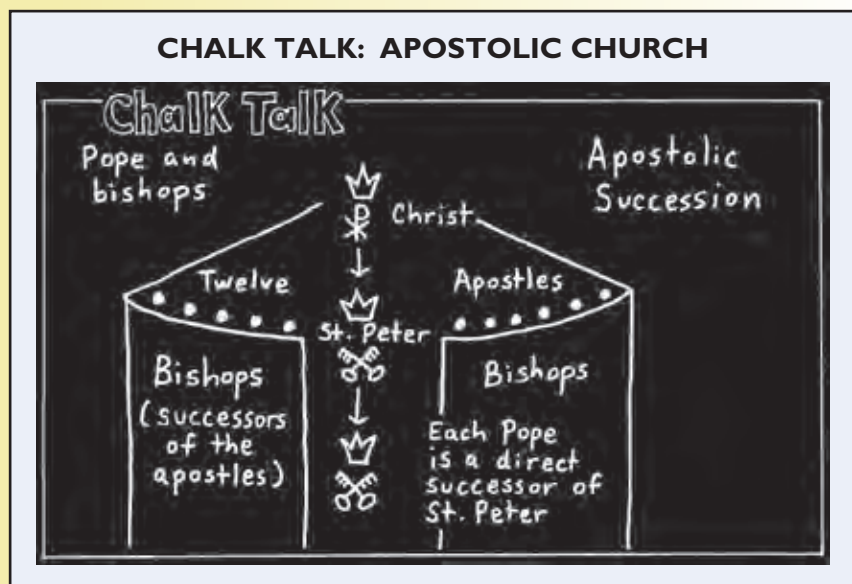 CHALK TALK: APOSTOLIC CHURCH
Chalk Talk
Pope and
bishops
Apostolic
Succession
Christ
Twelve
Apostles
St. Peter
Bishops
(successors
of the
apostles)
Bishops
Each Pope
is a direct
successor of
St. Peter